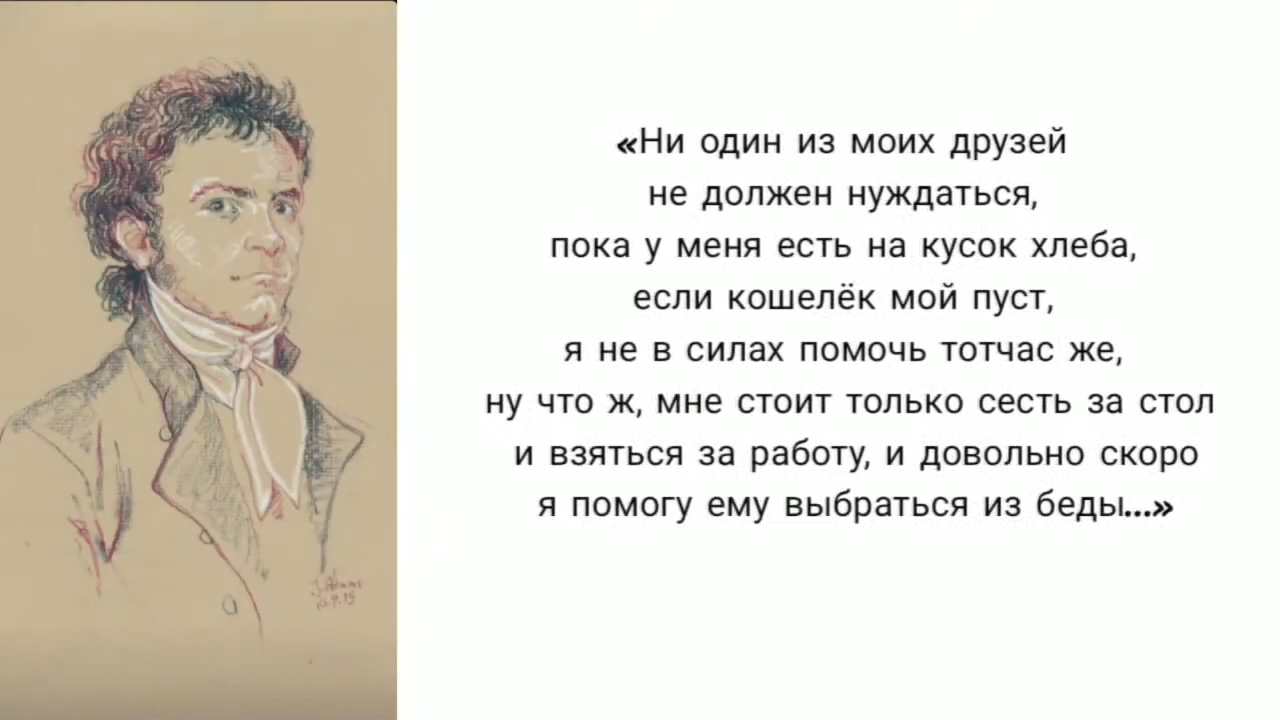 «Ни один из моих друзей
не должен нуждаться,
пока у меня есть на кусок хлеба,
если кошелёк мой пуст,
я не в силах помочь тотчас же,
ну что ж, мне стоит только сесть за стол
и взяться за работу, и довольно скоро
я помогу ему выбраться из беды...»